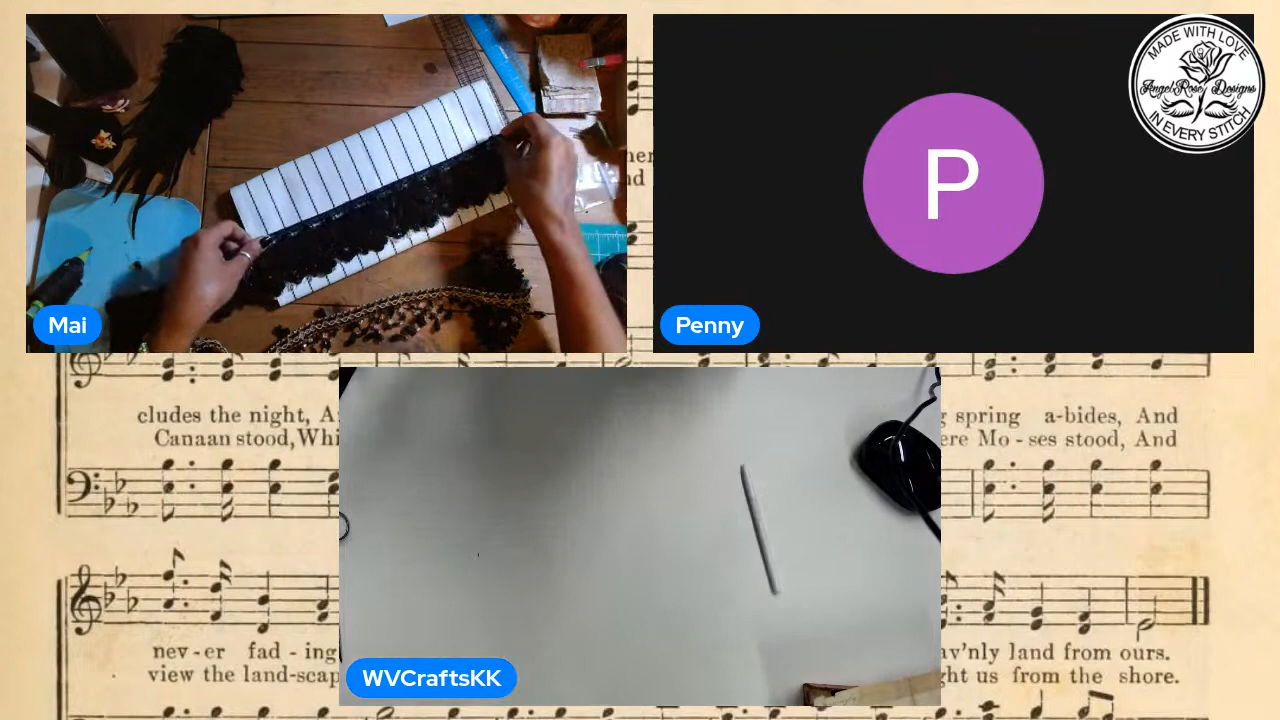 MADE WITH LOVE
AngelRose Designs
IN EVERY STITCH
P
Mai
Penny
cludes the night,
spring a-bides, And
Canaan stood, Whi
ere Mo - ses stood, And
nev - er fad - ing
av'nly land from ours.
view the land-scap
ght us from the shore.
WVCraftsKK